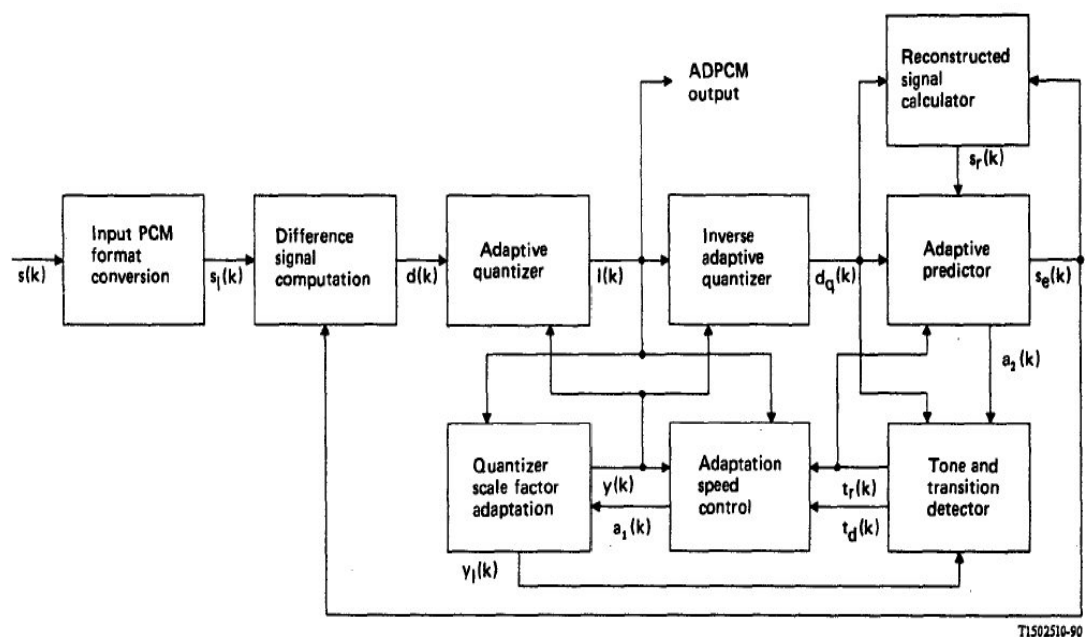 Reconstructed
signal
calculator
ADPCM
output
s_r(k)
Input PCM
format
conversion
Difference
signal
computation
Adaptive
quantizer
Inverse
adaptive
quantizer
Adaptive
predictor
s(k)
s_l(k)
d(k)
I(k)
d_q(k)
s_e(k)
a_2(k)
Quantizer
scale factor
adaptation
y(k)
a_1(k)
Adaptation
speed
control
t_r(k)
t_d(k)
Tone and
transition
detector
y_l(k)
T1502510-90